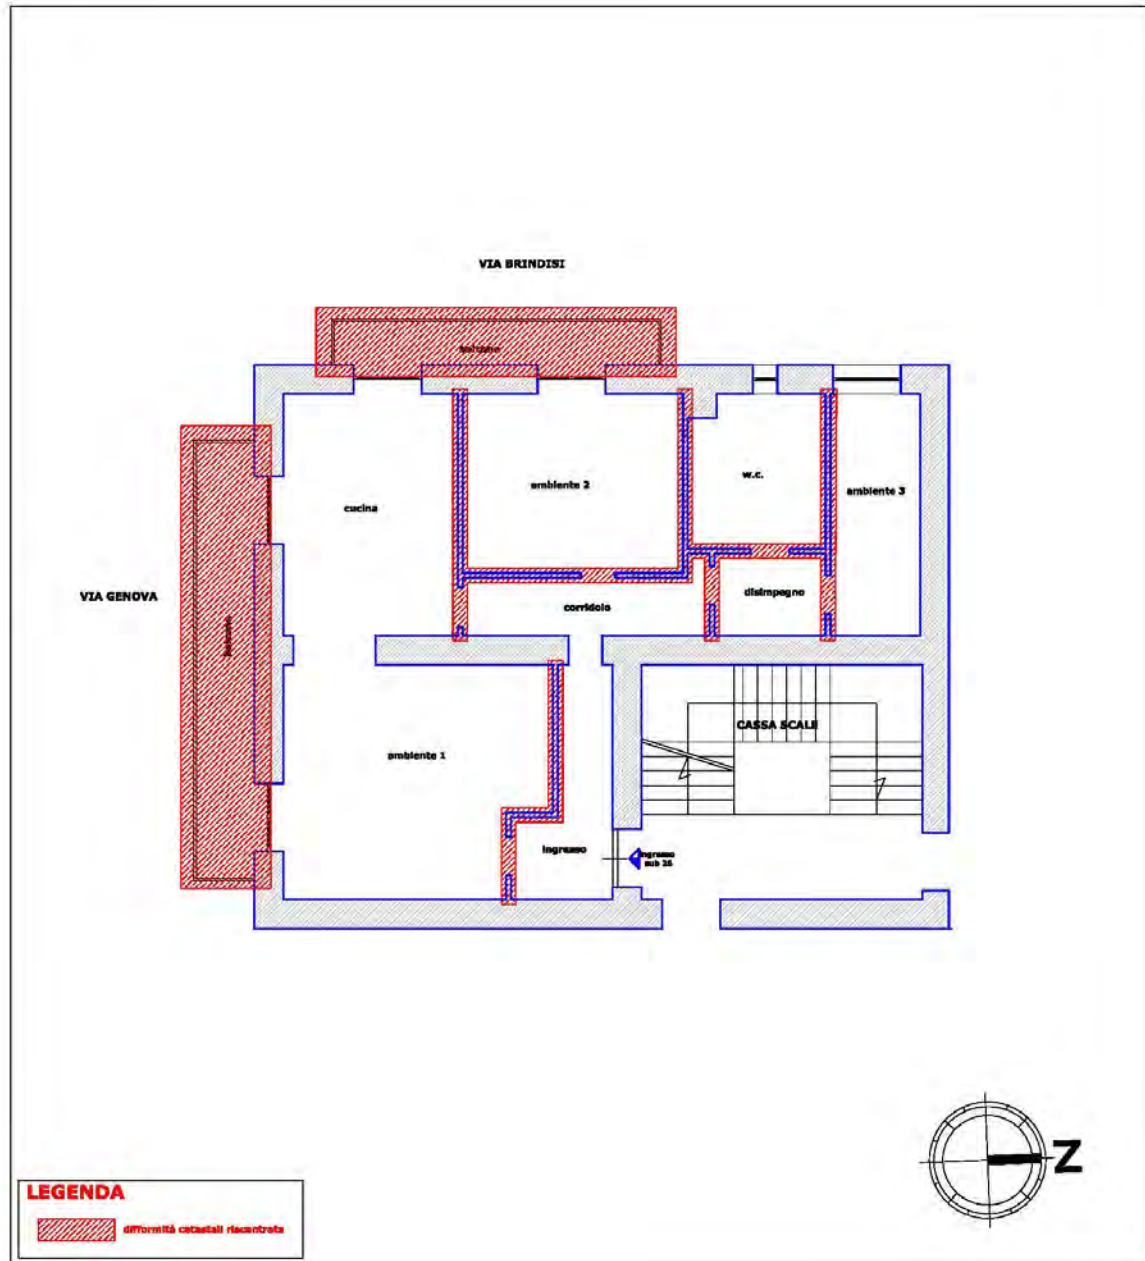 VIA BRINDISI
balcone
ambiente 2
w.c.
ambiente 3
cucina
VIA GENOVA
balcone
corridoio
disimpegno
CASSA SCALE
ambiente 1
ingresso
ingresso
sub 26
N
LEGENDA
difformità catastali riscontrate